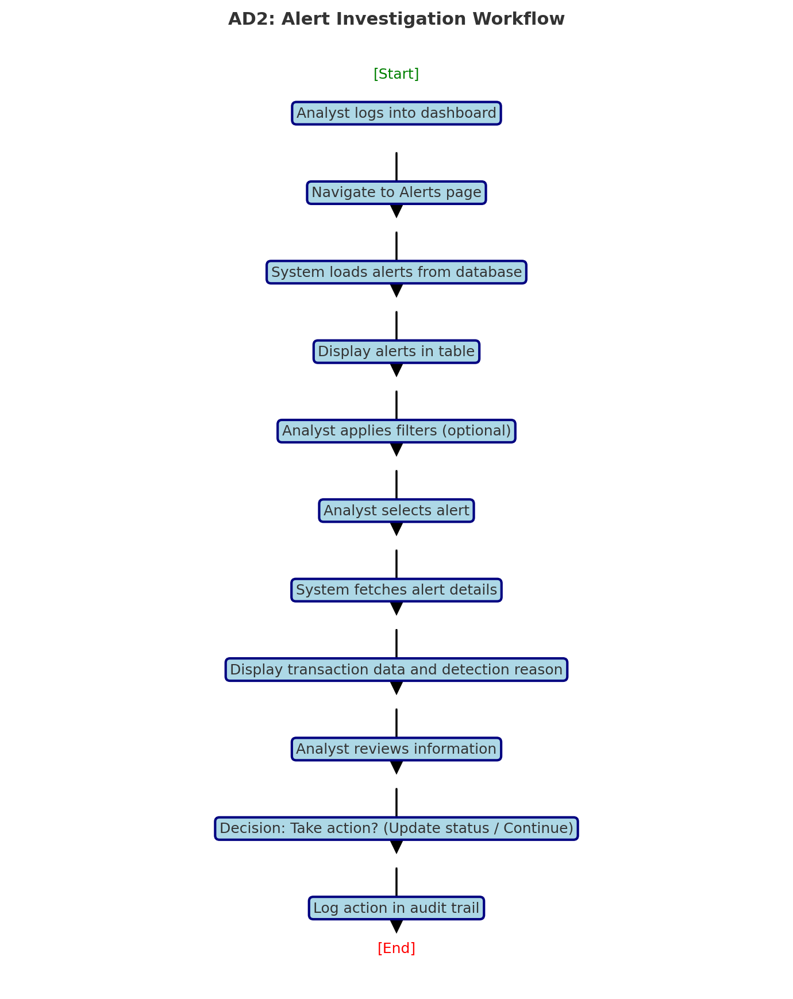 AD2: Alert Investigation Workflow
[Start]
Analyst logs into dashboard
Navigate to Alerts page
System loads alerts from database
Display alerts in table
Analyst applies filters (optional)
Analyst selects alert
System fetches alert details
Display transaction data and detection reason
Analyst reviews information
Decision: Take action? (Update status / Continue)
Log action in audit trail
[End]